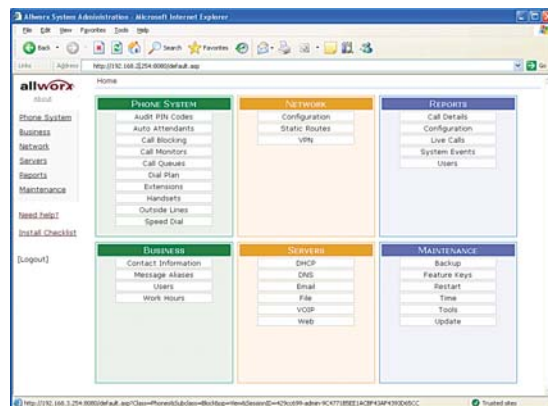 Allworx System Administration - Microsoft Internet Explorer
File Edit View Favorites Tools Help
Back Search Favorites
Links Address Go
allworx Home
About
Phone System
Business
Network
Servers
Reports
Maintenance
Need help?
Install Checklist
[Logout]
PHONE SYSTEM
Audit PIN Codes
Auto Attendants
Call Blocking
Call Monitors
Call Queues
Dial Plan
Extensions
Handsets
Outside Lines
Speed Dial
NETWORK
Configuration
Static Routes
VPN
REPORTS
Call Details
Configuration
Live Calls
System Events
Users
BUSINESS
Contact Information
Message Aliases
Users
Work Hours
SERVERS
DHCP
DNS
Email
File
VOIP
Web
MAINTENANCE
Backup
Feature Keys
Restart
Time
Tools
Update
Trusted sites